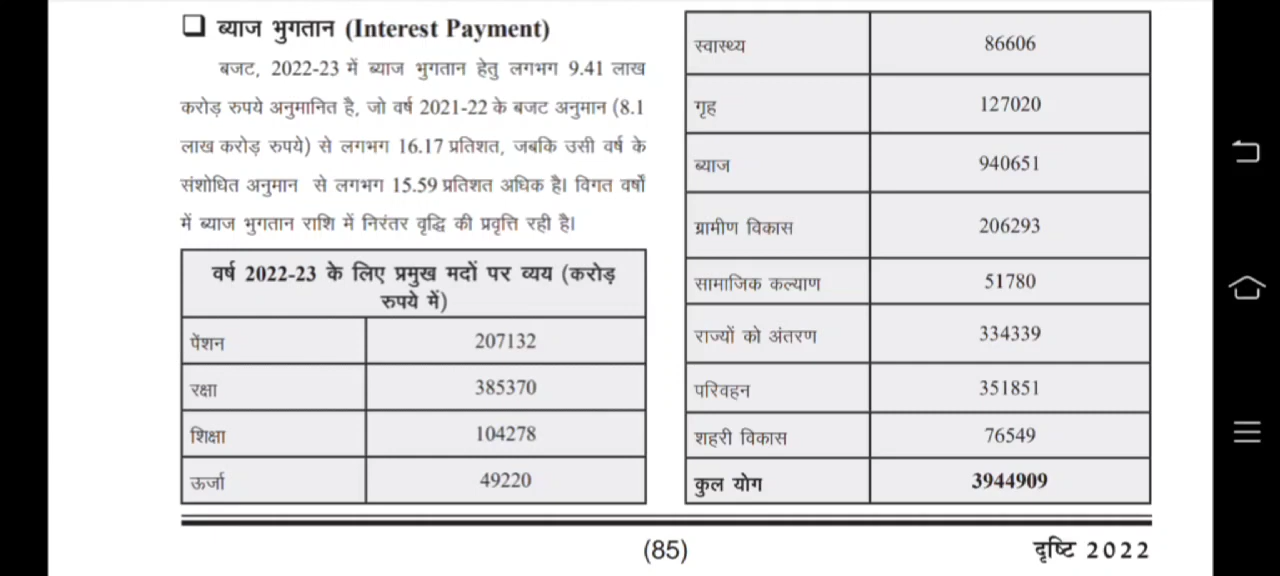 ❑ ब्याज भुगतान (Interest Payment)
बजट, 2022-23 में ब्याज भुगतान हेतु लगभग 9.41 लाख
करोड़ रुपये अनुमानित है, जो वर्ष 2021-22 के बजट अनुमान (8.1
लाख करोड़ रुपये) से लगभग 16.17 प्रतिशत, जबकि उसी वर्ष के
संशोधित अनुमान से लगभग 15.59 प्रतिशत अधिक है। विगत वर्षों
में ब्याज भुगतान राशि में निरंतर वृद्धि की प्रवृत्ति रही है।
वर्ष 2022-23 के लिए प्रमुख मदों पर व्यय (करोड़
रुपये में)
पेंशन 207132
रक्षा 385370
शिक्षा 104278
ऊर्जा 49220
स्वास्थ्य 86606
गृह 127020
ब्याज 940651
ग्रामीण विकास 206293
सामाजिक कल्याण 51780
राज्यों को अंतरण 334339
परिवहन 351851
शहरी विकास 76549
कुल योग 3944909
(85)
दृष्टि 2022